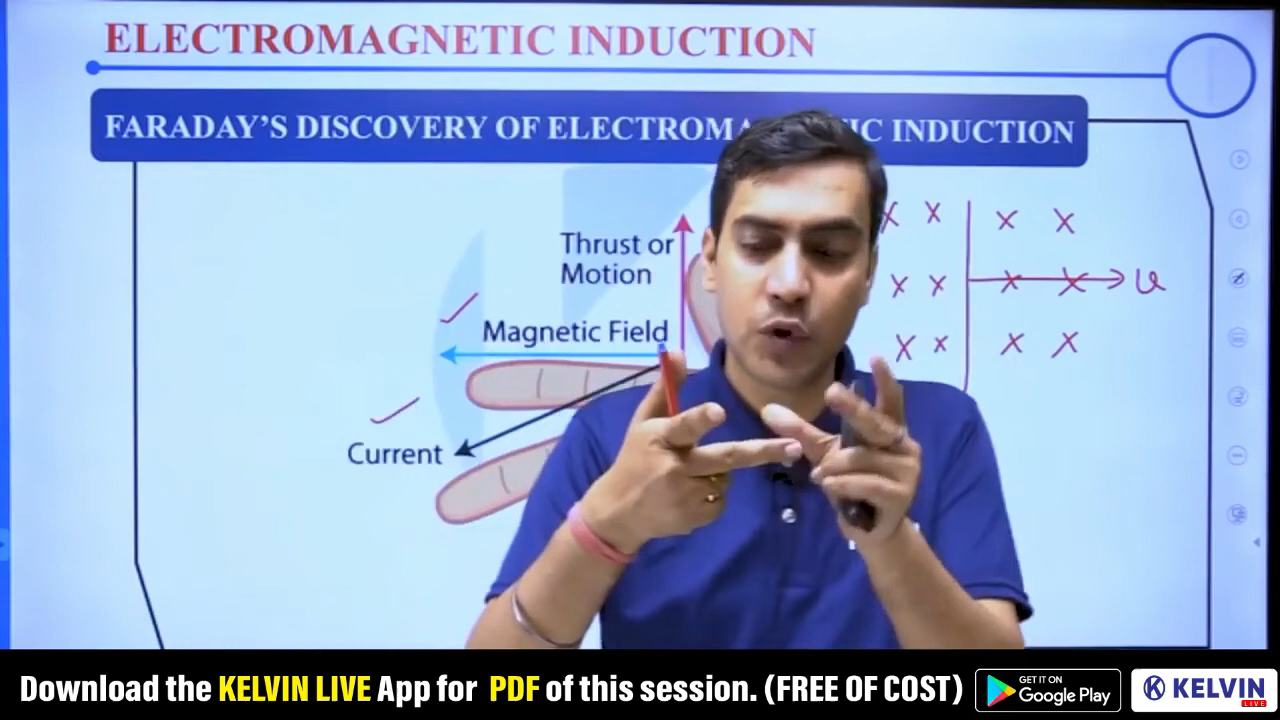 ELECTROMAGNETIC INDUCTION
FARADAY'S DISCOVERY OF ELECTROMA TIC INDUCTION
Thrust or
Motion
Magnetic Field
Current
X X X X
X X X X v
X X X X
Download the KELVIN LIVE App for PDF of this session. (FREE OF COST)
GET IT ON
Google Play
KELVIN
LIVE